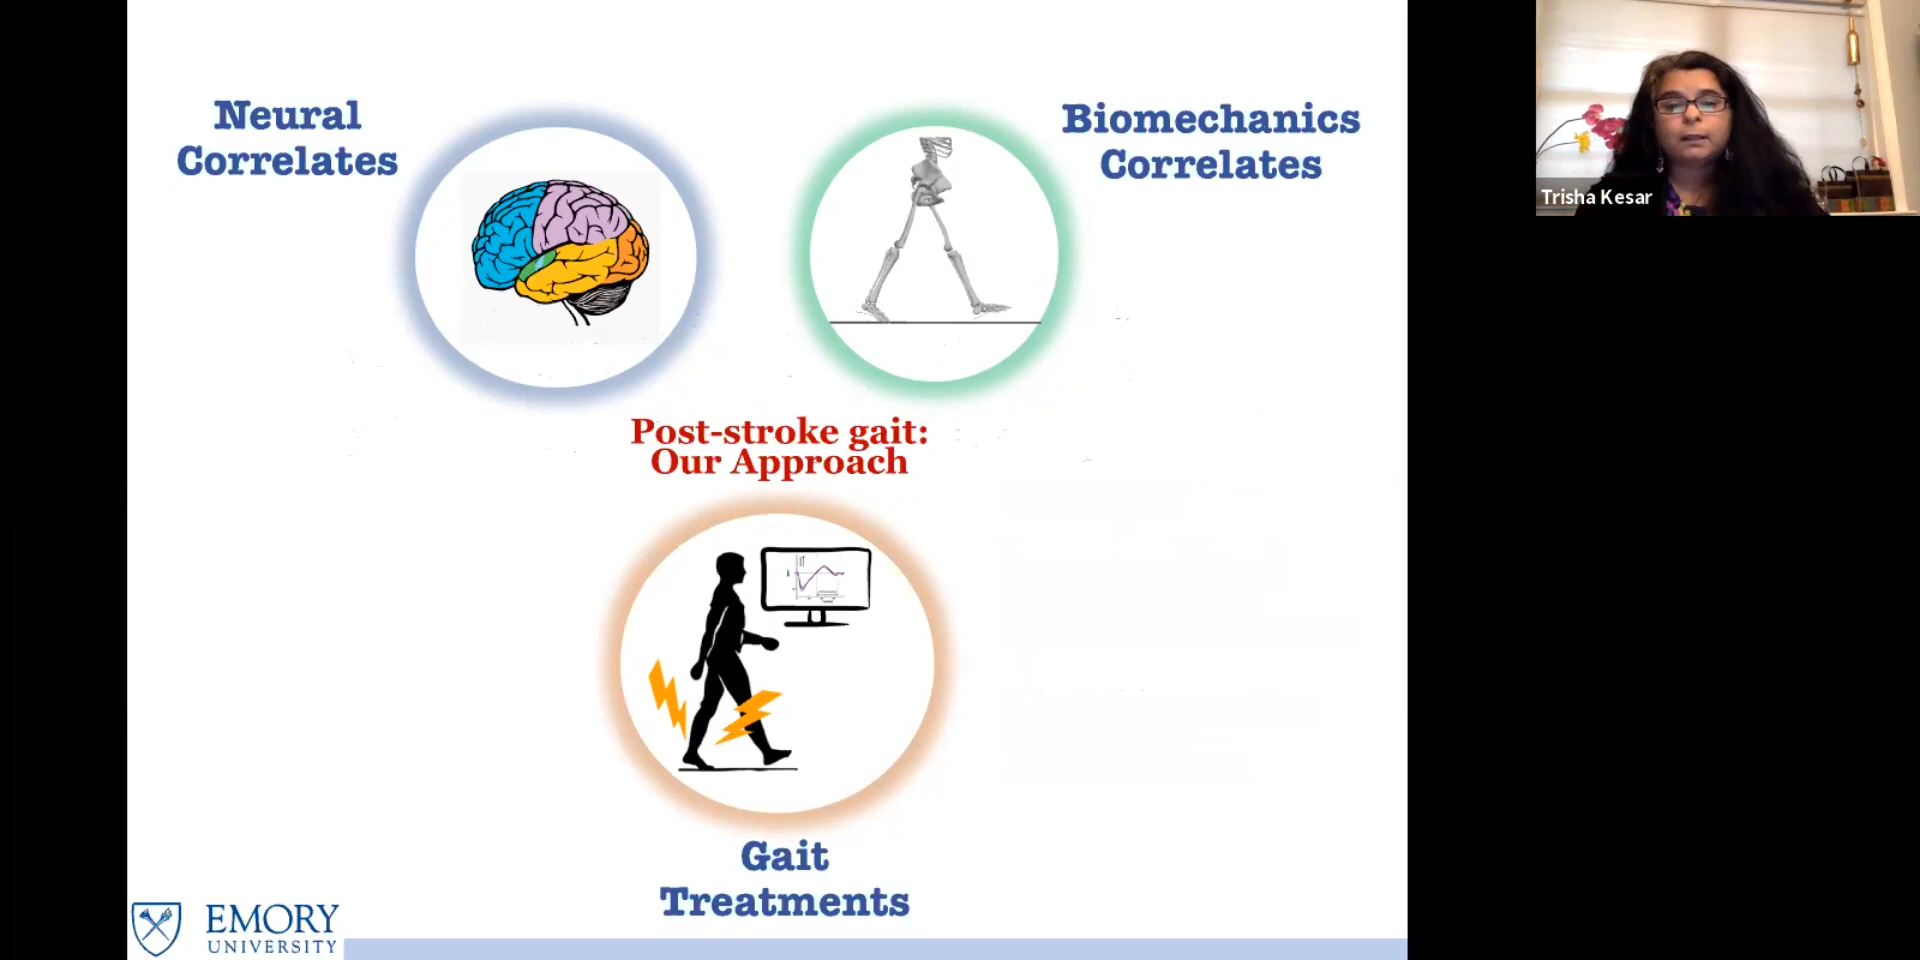 Neural
Correlates
Biomechanics
Correlates
Trisha Kesar
Post-stroke gait:
Our Approach
Gait
Treatments
EMORY
UNIVERSITY